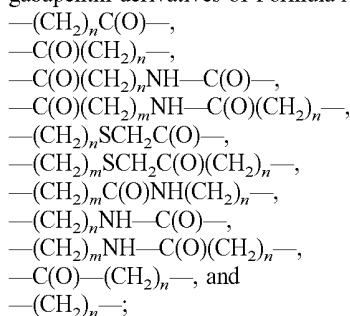 —(CH₂)ₙC(O)—,
—C(O)(CH₂)ₙ—,
—C(O)(CH₂)ₙNH—C(O)—,
—C(O)(CH₂)ₘNH—C(O)(CH₂)ₙ—,
—(CH₂)ₙSCH₂C(O)—,
—(CH₂)ₘSCH₂C(O)(CH₂)ₙ—,
—(CH₂)ₘC(O)NH(CH₂)ₙ—,
—(CH₂)ₙNH—C(O)—,
—(CH₂)ₘNH—C(O)(CH₂)ₙ—,
—C(O)—(CH₂)ₙ—, and
—(CH₂)ₙ—;